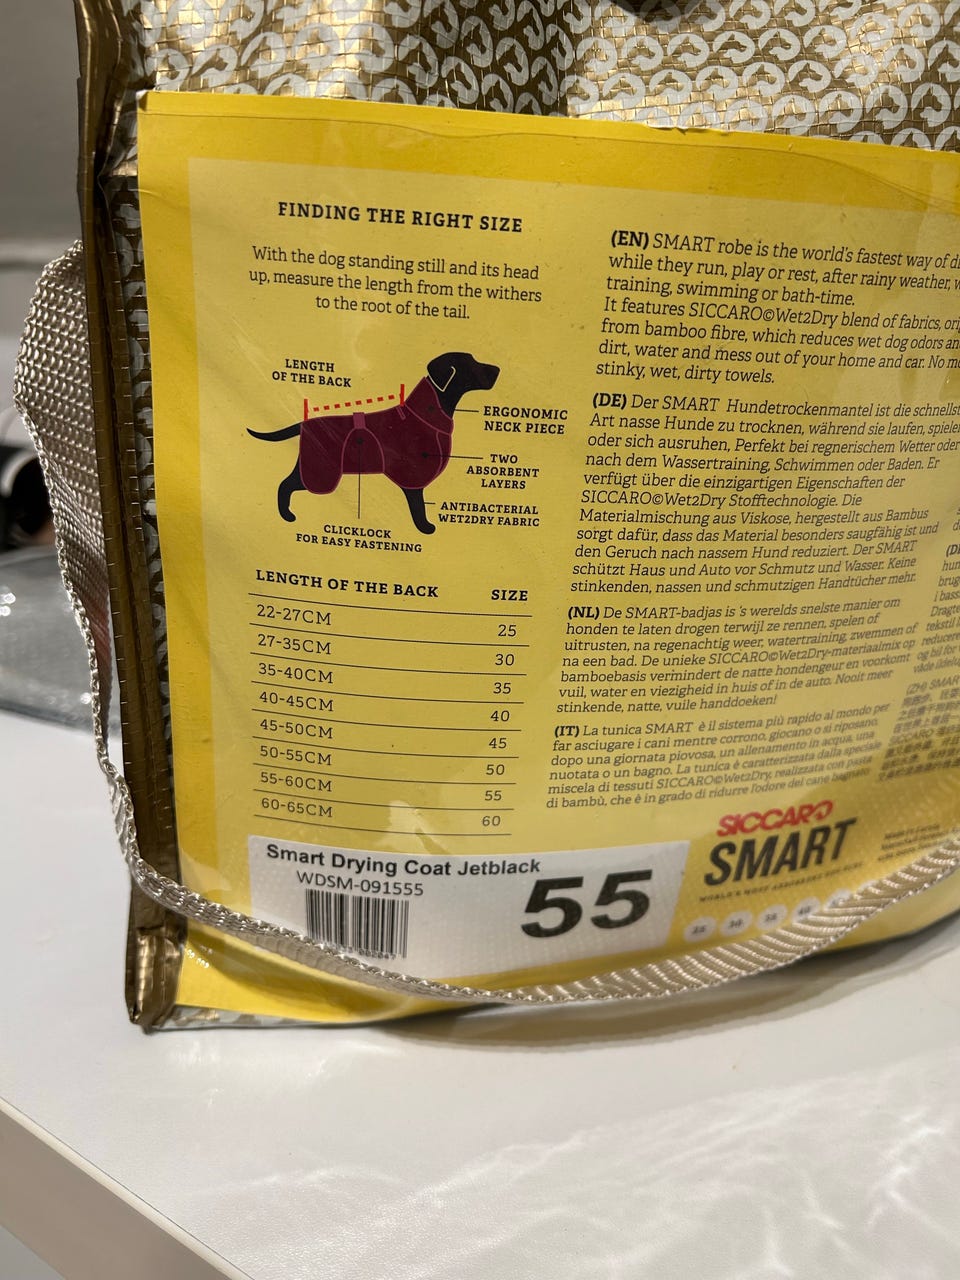 FINDING THE RIGHT SIZE
With the dog standing still and its head
up, measure the length from the withers
to the root of the tail.
LENGTH
OF THE BACK
ERGONOMIC
NECK PIECE
TWO
ABSORBENT
LAYERS
ANTIBACTERIAL
WET2DRY FABRIC
CLICKLOCK
FOR EASY FASTENING
LENGTH OF THE BACK SIZE
22-27CM 25
27-35CM 30
35-40CM 35
40-45CM 40
45-50CM 45
50-55CM 50
55-60CM 55
60-65CM 60
(EN) SMART robe is the world's fastest way of
while they run, play or rest, after rainy weather,
training, swimming or bath-time.
It features SICCARO©Wet2Dry blend of fabrics,
from bamboo fibre, which reduces wet dog odors
dirt, water and mess out of your home and car. No
stinky, wet, dirty towels.
(DE) Der SMART Hundetrockenmantel ist die schnellst
Art nasse Hunde zu trocknen, während sie laufen, spielen
oder sich ausruhen, Perfekt bei regnerischem Wetter oder
nach dem Wassertraining, Schwimmen oder Baden. Er
verfügt über die einzigartigen Eigenschaften der
SICCARO©Wet2Dry Stofftechnologie. Die
Materialmischung aus Viskose, hergestellt aus Bambus
sorgt dafür, dass das Material besonders saugfähig ist und
den Geruch nach nassem Hund reduziert. Der SMART
schützt Haus und Auto vor Schmutz und Wasser. Keine
stinkenden, nassen und schmutzigen Handtücher mehr.
(NL) De SMART-badjas is 's werelds snelste manier om
honden te laten drogen terwijl ze rennen, spelen of
uitrusten, na regenachtig weer, watertraining, zwemmen of
na een bad. De unieke SICCARO©Wet2Dry-materiaalmix op
bamboebasis vermindert de natte hondengeur en voorkomt
vuil, water en viezigheid in huis of in de auto. Nooit meer
stinkende, natte, vuile handdoeken!
(IT) La tunica SMART è il sistema più rapido al mondo per
far asciugare i cani mentre corrono, giocano o si riposano,
dopo una giornata piovosa, un allenamento in acqua, una
nuotata o un bagno. La tunica è caratterizzata dalla speciale
miscela di tessuti SICCARO©Wet2Dry, realizzata con pasta
di bambù, che è in grado di ridurre l'odore del cane bagnato
SICCARO
SMART
Smart Drying Coat Jetblack
WDSM-091555
55